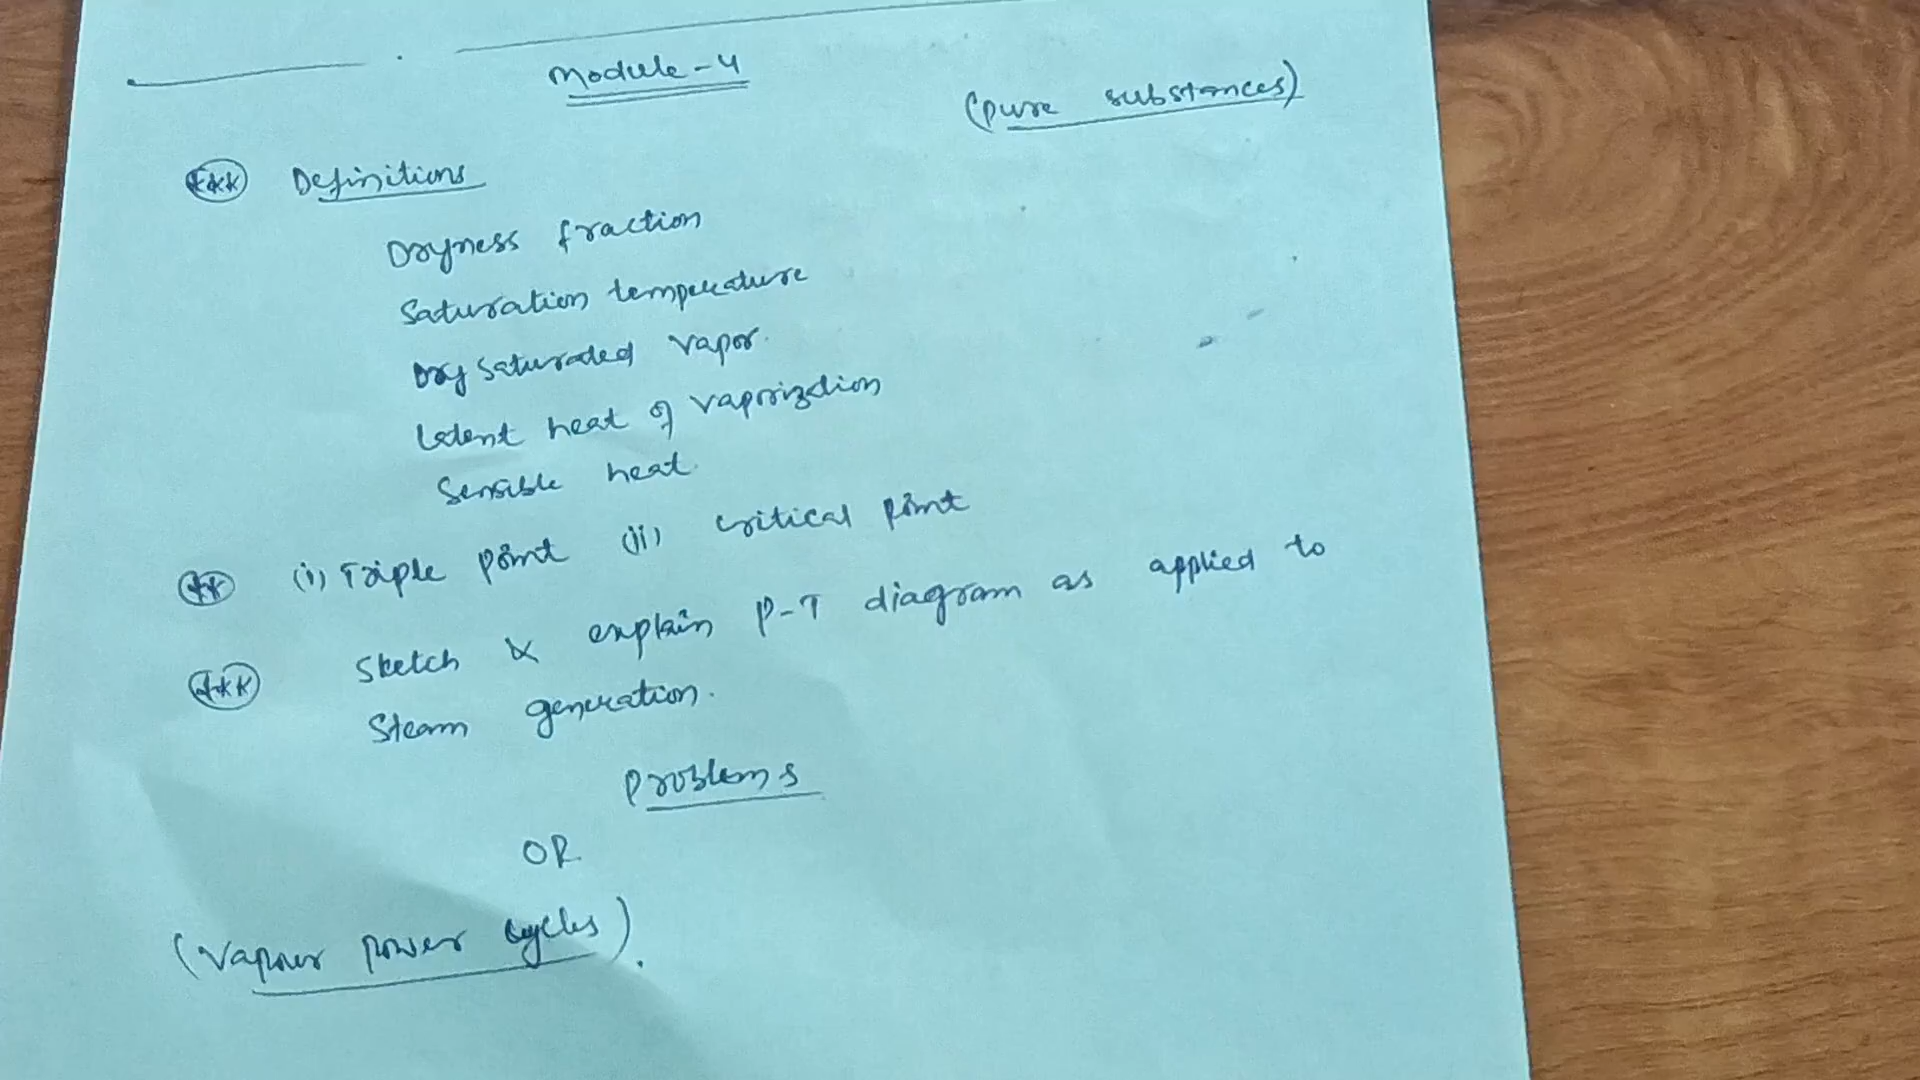 Module-4
(pure substances)
*** Definitions
Dryness fraction
Saturation temperature
Dry saturated vapor.
Latent heat of vaporization
Sensible heat.
** (i) Triple point (ii) critical point
*** Sketch & explain P-T diagram as applied to
Steam generation.
Problems
OR
(Vapour power cycles).